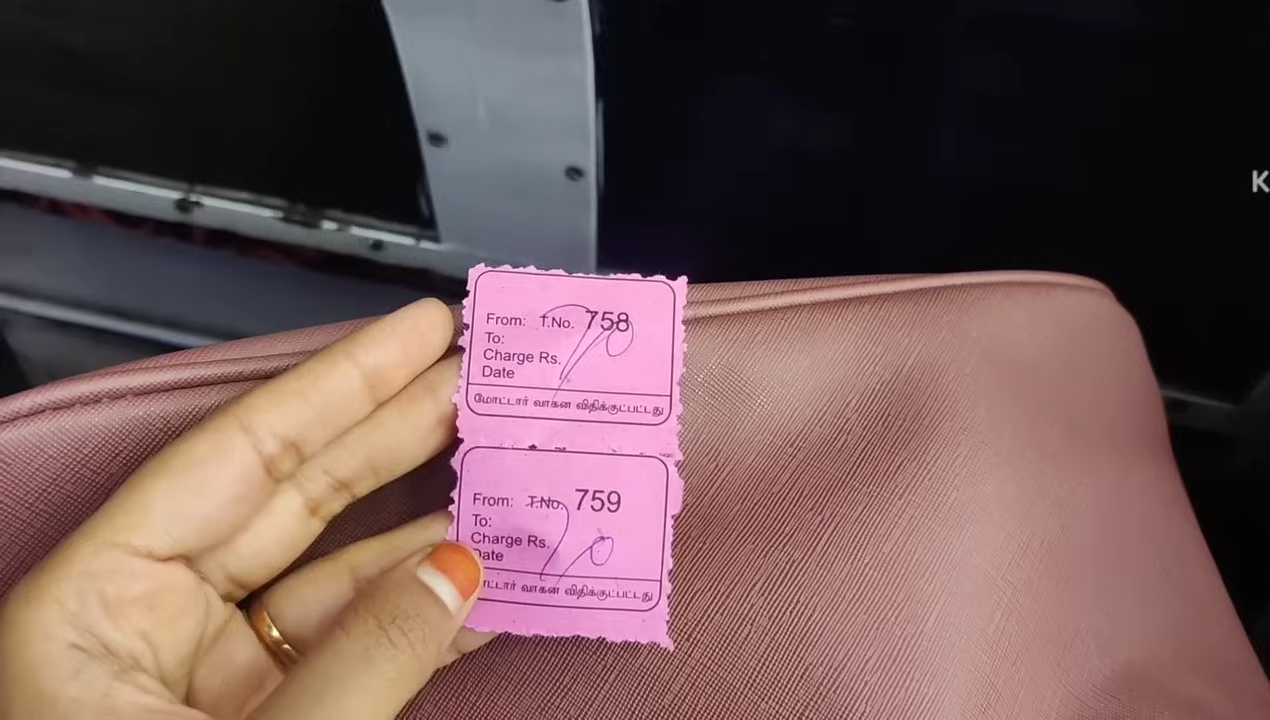 From: T.No. 758
To:
Charge Rs.
Date
70
மோட்டார் வாகன விதிக்குட்பட்டது
From: T.No. 759
To:
Charge Rs.
Date
70
வாகன விதிக்குட்பட்டது
K